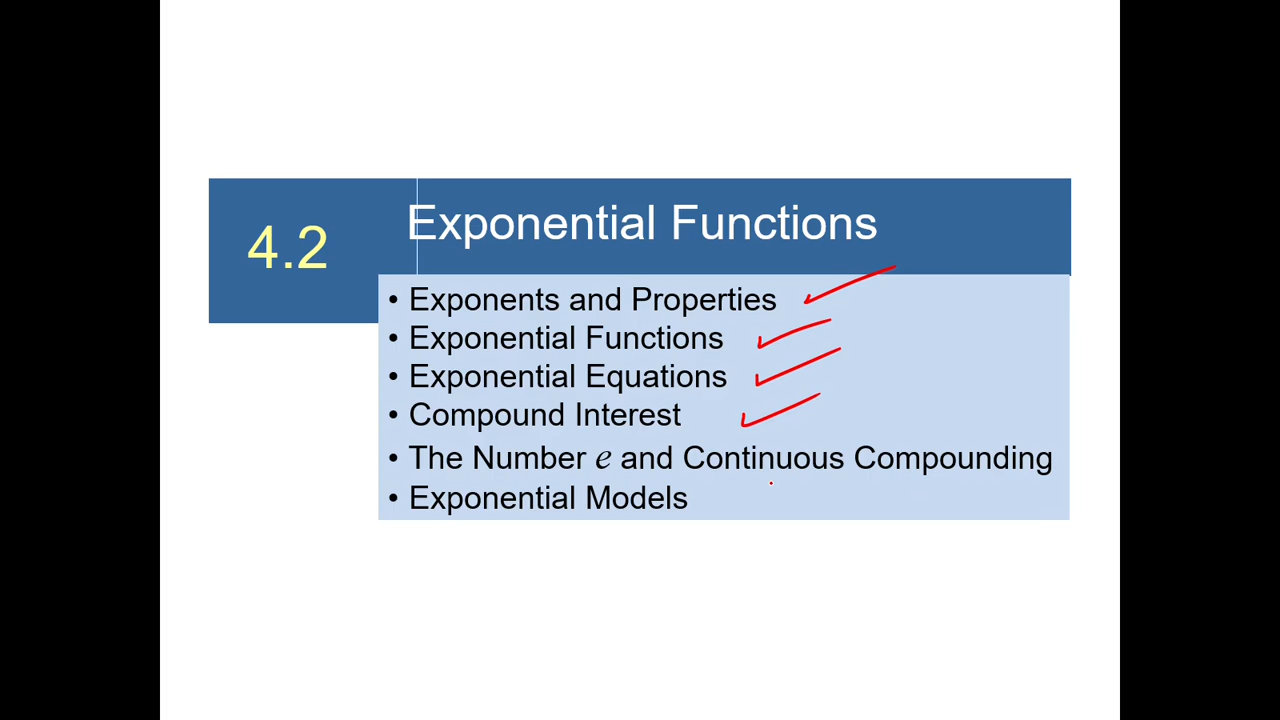 4.2
Exponential Functions
• Exponents and Properties
• Exponential Functions
• Exponential Equations
• Compound Interest
• The Number e and Continuous Compounding
• Exponential Models